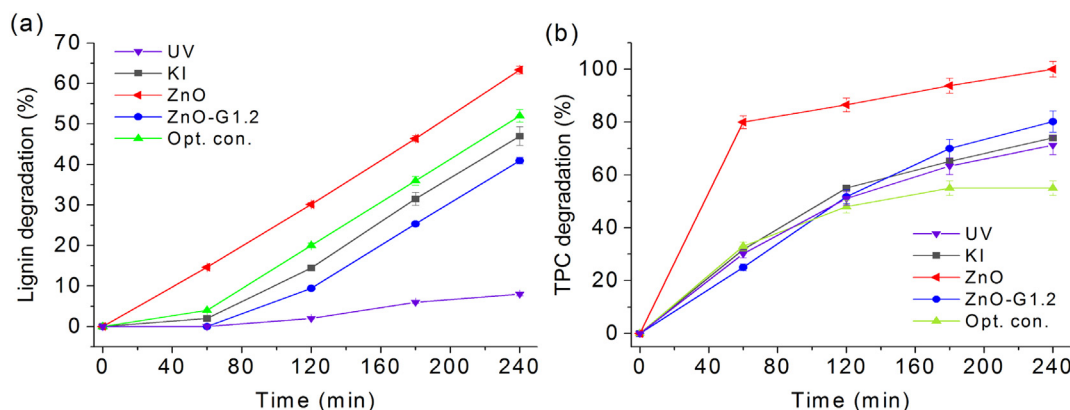 (a)
Lignin degradation (%)
70
60
50
40
30
20
10
0
UV
KI
ZnO
ZnO-G1.2
Opt. con.
0 40 80 120 160 200 240
Time (min)
(b)
TPC degradation (%)
100
80
60
40
20
0
UV
KI
ZnO
ZnO-G1.2
Opt. con.
0 40 80 120 160 200 240
Time (min)